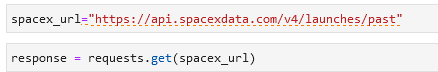 spacex_url="https://api.spacexdata.com/v4/launches/past"
response = requests.get(spacex_url)